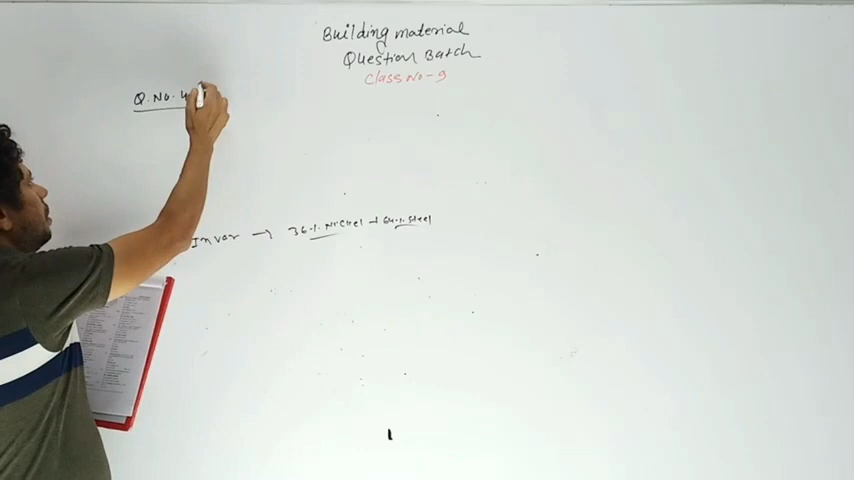 Building material
Question Batch
Class No - 9
Q. No. 4
Invar → 36% Nickel + 64% Steel